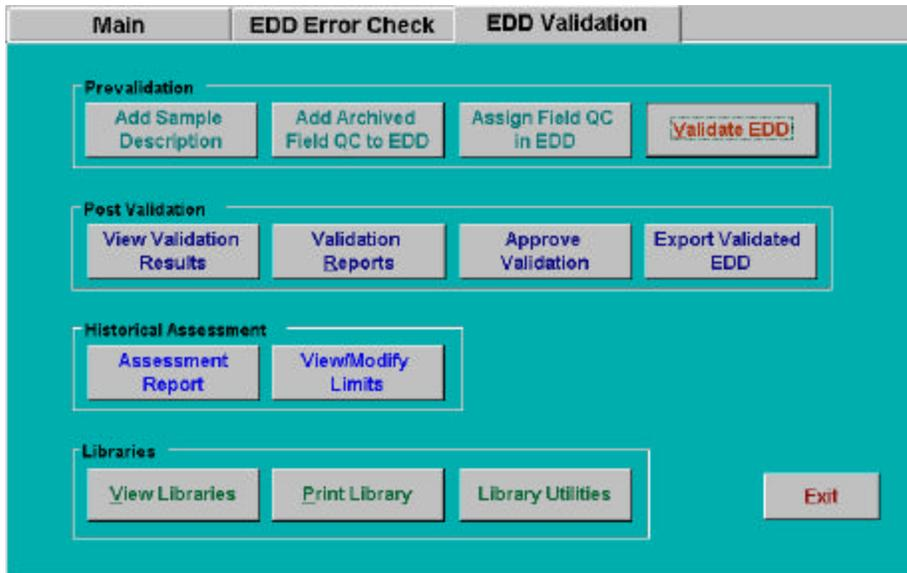 Main EDD Error Check EDD Validation
Prevalidation
Add Sample Description
Add Archived Field QC to EDD
Assign Field QC in EDD
Validate EDD
Post Validation
View Validation Results
Validation Reports
Approve Validation
Export Validated EDD
Historical Assessment
Assessment Report
View/Modify Limits
Libraries
View Libraries
Print Library
Library Utilities
Exit